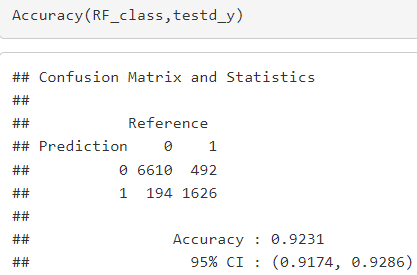 Accuracy(RF_class,testd_y)
## Confusion Matrix and Statistics
##
##           Reference
## Prediction    0    1
##          0 6610  492
##          1  194 1626
##
##                Accuracy : 0.9231
##                  95% CI : (0.9174, 0.9286)